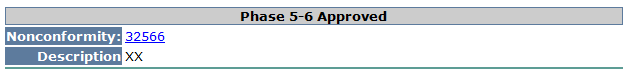 Phase 5-6 Approved
Nonconformity: 32566
Description XX